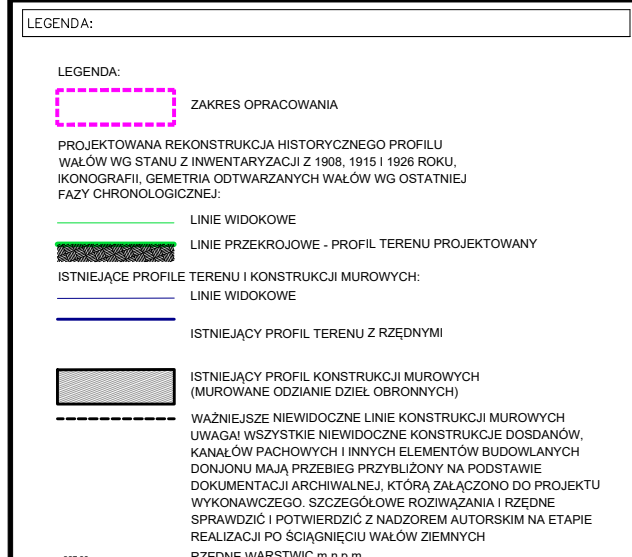 LEGENDA:
LEGENDA:
ZAKRES OPRACOWANIA
PROJEKTOWANA REKONSTRUKCJA HISTORYCZNEGO PROFILU
WAŁÓW WG STANU Z INWENTARYZACJI Z 1908, 1915 I 1926 ROKU,
IKONOGRAFII, GEMETRIA ODTWARZANYCH WAŁÓW WG OSTATNIEJ
FAZY CHRONOLOGICZNEJ:
LINIE WIDOKOWE
LINIE PRZEKROJOWE - PROFIL TERENU PROJEKTOWANY
ISTNIEJĄCE PROFILE TERENU I KONSTRUKCJI MUROWYCH:
LINIE WIDOKOWE
ISTNIEJĄCY PROFIL TERENU Z RZĘDNYMI
ISTNIEJĄCY PROFIL KONSTRUKCJI MUROWYCH
(MUROWANE ODZIANIE DZIEŁ OBRONNYCH)
WAŻNIEJSZE NIEWIDOCZNE LINIE KONSTRUKCJI MUROWYCH
UWAGA! WSZYSTKIE NIEWIDOCZNE KONSTRUKCJE DOSDANÓW,
KANAŁÓW PACHOWYCH I INNYCH ELEMENTÓW BUDOWLANYCH
DONJONU MAJĄ PRZEBIEG PRZYBLIŻONY NA PODSTAWIE
DOKUMENTACJI ARCHIWALNEJ, KTÓRĄ ZAŁĄCZONO DO PROJEKTU
WYKONAWCZEGO. SZCZEGÓŁOWE ROZIWĄZANIA I RZĘDNE
SPRAWDZIĆ I POTWIERDZIĆ Z NADZOREM AUTORSKIM NA ETAPIE
REALIZACJI PO ŚCIĄGNIĘCIU WAŁÓW ZIEMNYCH
RZĘDNE WARSTWIC m n.p.m.